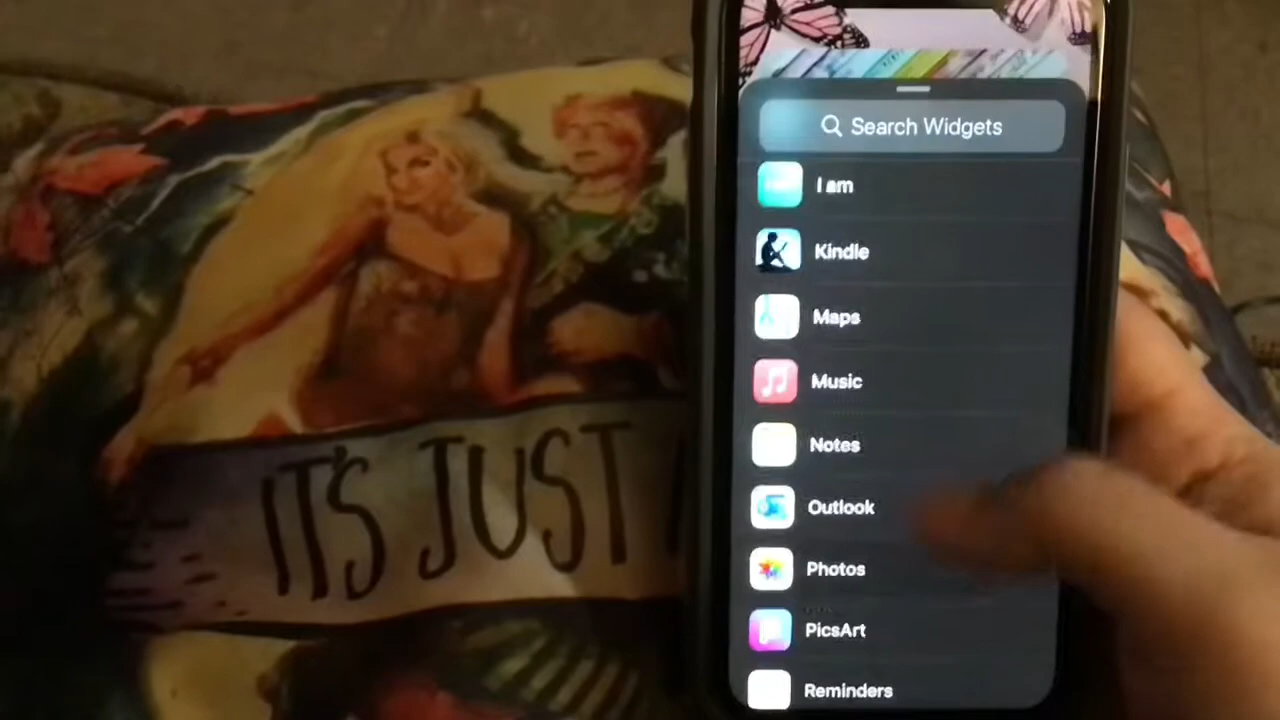 IT'S JUST
Search Widgets
I am
Kindle
Maps
Music
Notes
Outlook
Photos
PicsArt
Reminders